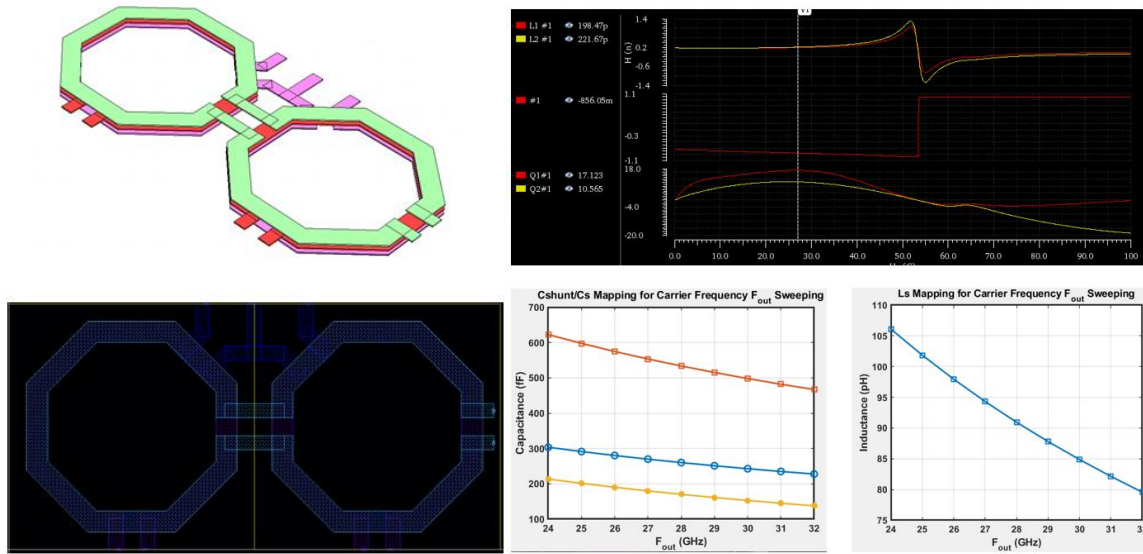 V1
L1 #1 198.47p
L2 #1 221.67p
1.4
0.2
-0.6
-1.4
H (n)
#1 -856.05m
1.1
-0.3
-1.1
Q1#1 17.123
Q2#1 10.565
18.0
-4.0
-20.0
0.0 10.0 20.0 30.0 40.0 50.0 60.0 70.0 80.0 90.0 100
Cshunt/Cs Mapping for Carrier Frequency Fout Sweeping
700
600
500
400
300
200
100
Capacitance (fF)
24 25 26 27 28 29 30 31 32
Fout (GHz)
Ls Mapping for Carrier Frequency Fout Sweeping
110
105
100
95
90
85
80
75
Inductance (pH)
24 25 26 27 28 29 30 31 32
Fout (GHz)